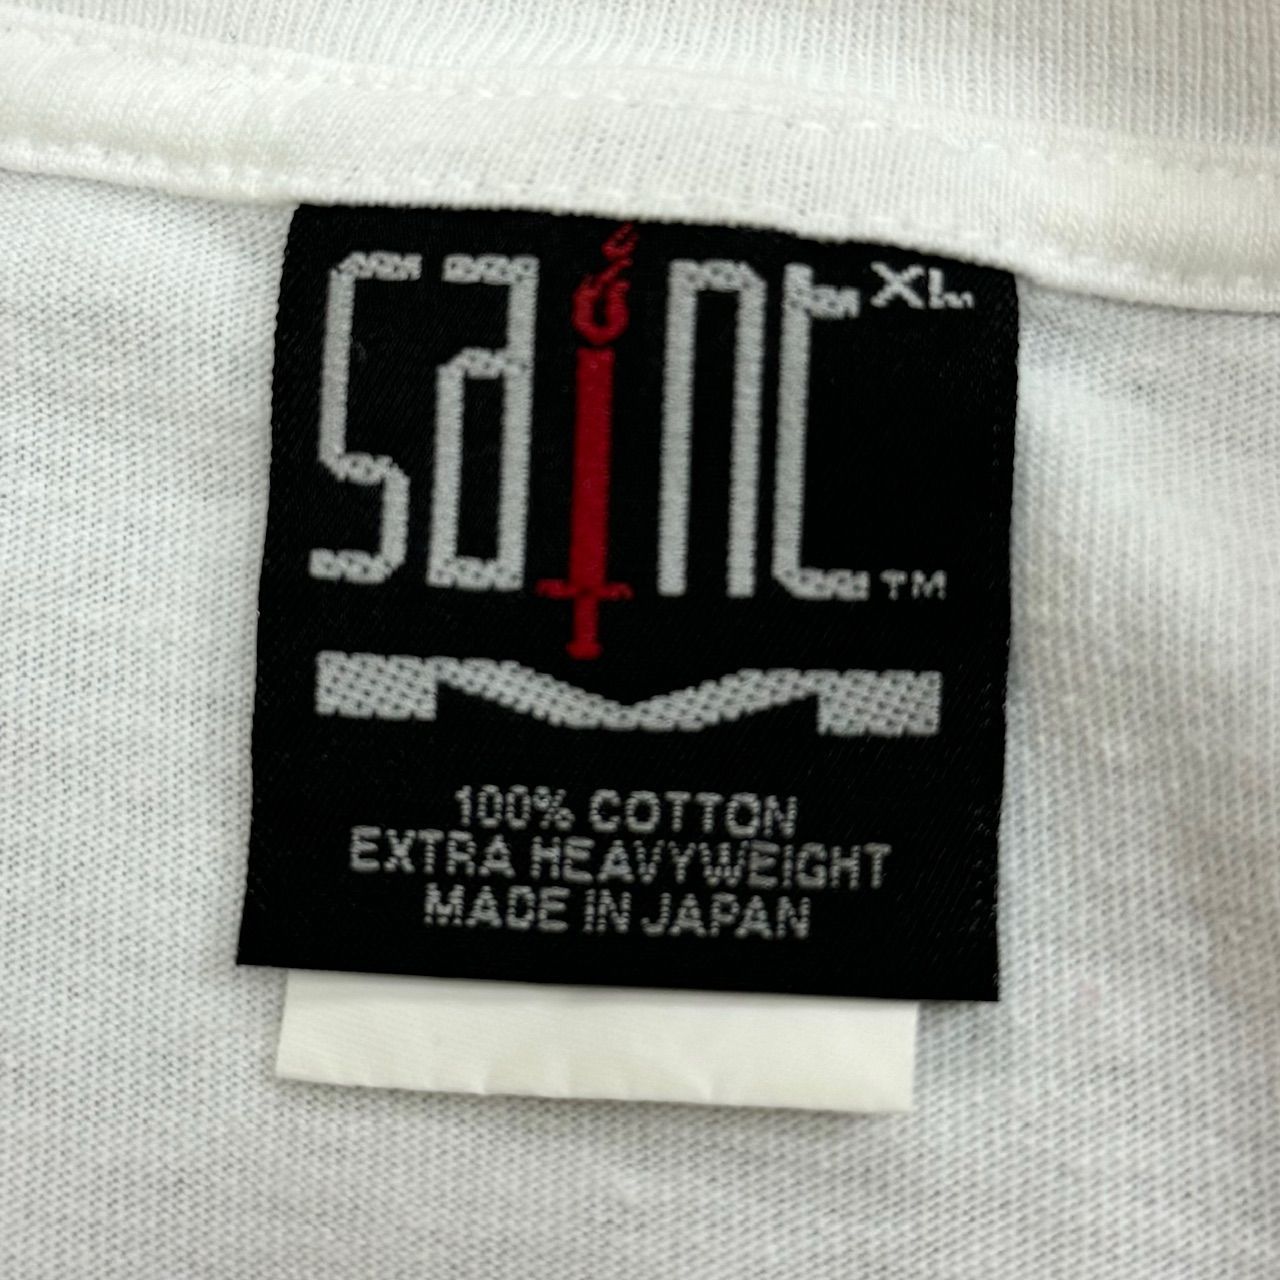 SaINt XL
TM
100% COTTON
EXTRA HEAVYWEIGHT
MADE IN JAPAN